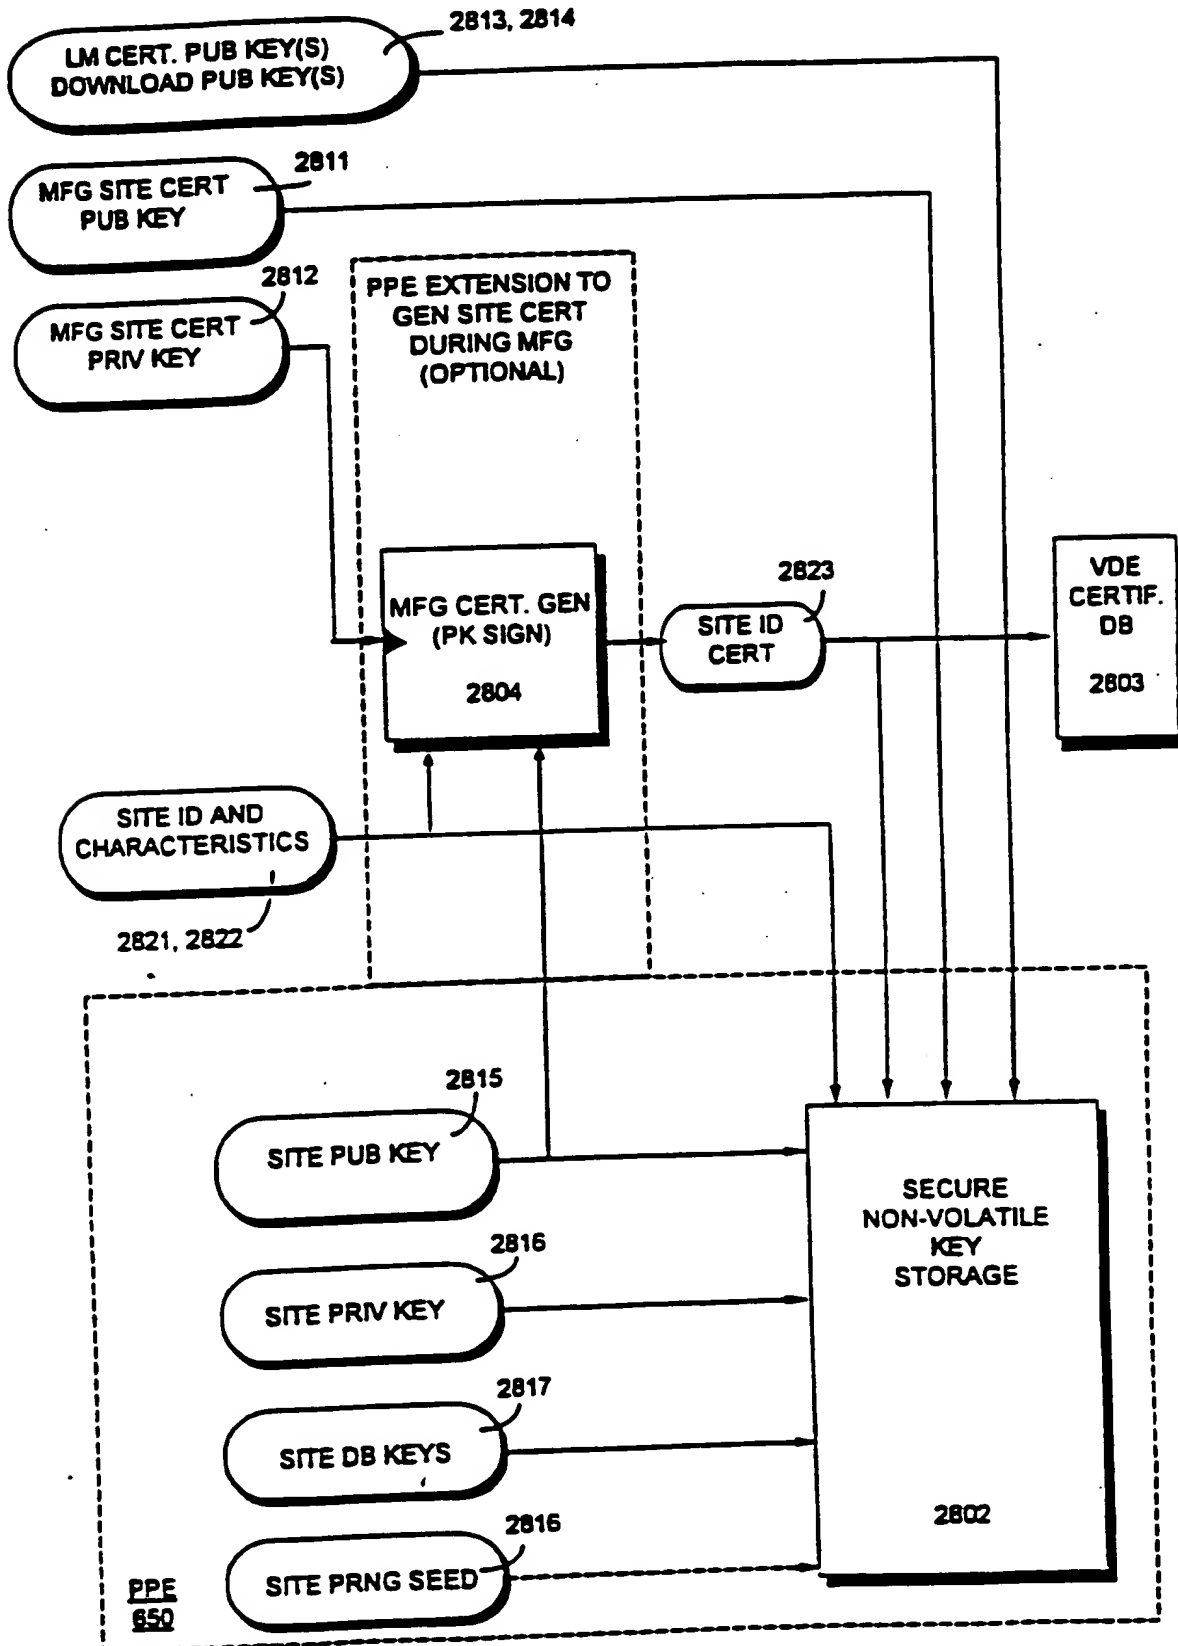 2813, 2814
LM CERT. PUB KEY(S)
DOWNLOAD PUB KEY(S)
2811
MFG SITE CERT
PUB KEY
2812
MFG SITE CERT
PRIV KEY
PPE EXTENSION TO
GEN SITE CERT
DURING MFG
(OPTIONAL)
MFG CERT. GEN
(PK SIGN)
2804
2823
SITE ID
CERT
VDE
CERTIF.
DB
2803
SITE ID AND
CHARACTERISTICS
2821, 2822
2815
SITE PUB KEY
2816
SITE PRIV KEY
2817
SITE DB KEYS
2816
SITE PRNG SEED
SECURE
NON-VOLATILE
KEY
STORAGE
2802
PPE
650